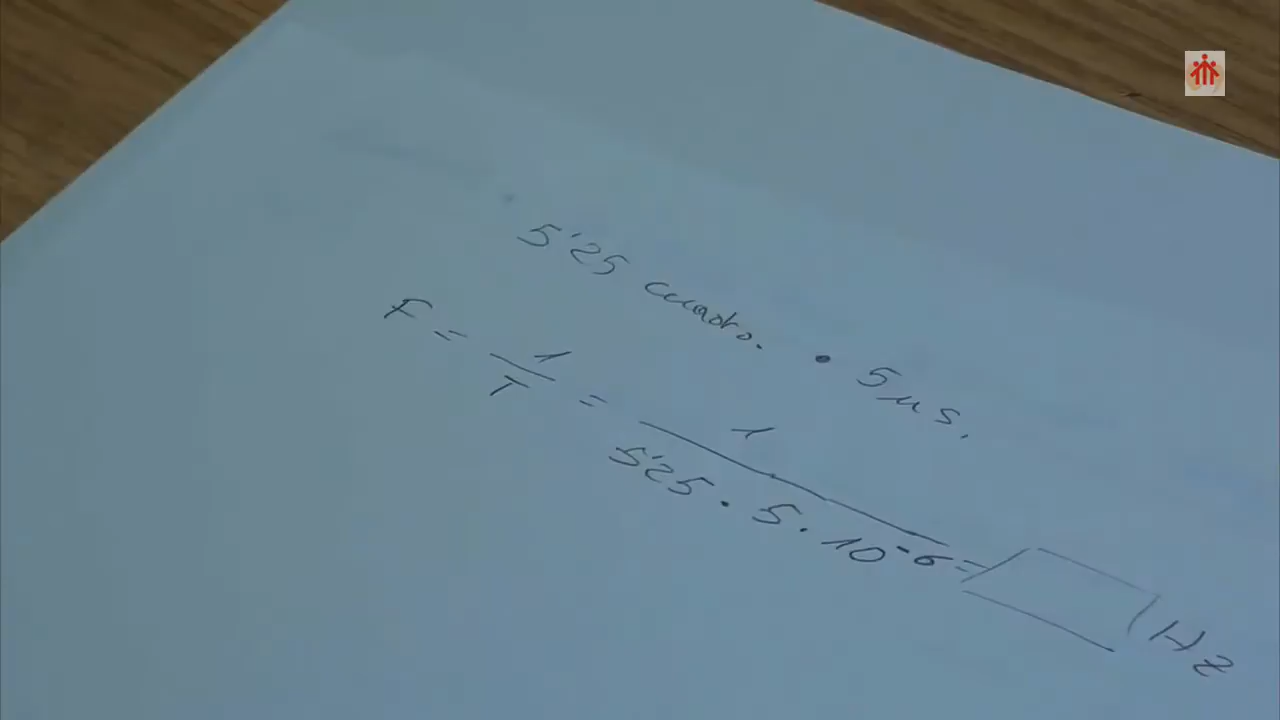 5'25 cuadro. • 5 μs.
F = 1/T = 1/(5'25 · 5 · 10⁻⁶) = Hz